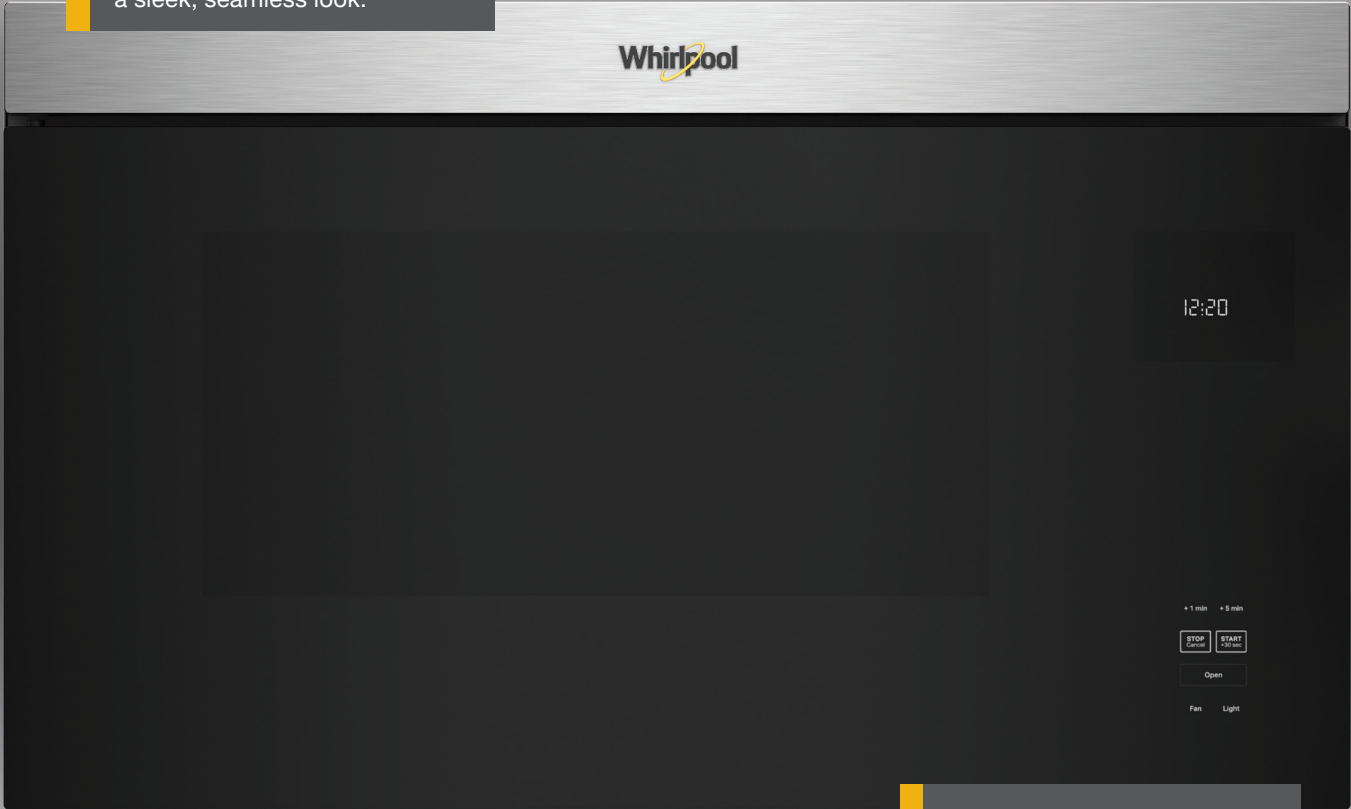 a sleek, seamless look.
Whirlpool
12:20
+ 1 min + 5 min
STOP START
Cancel +30 sec
Open
Fan Light